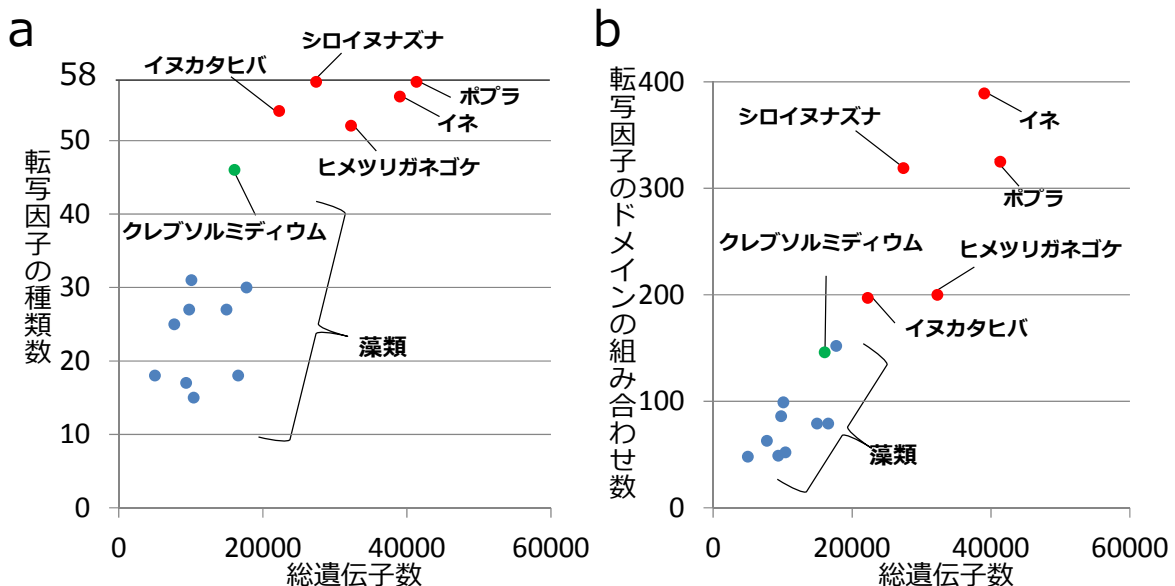 a
58
50
40
30
20
10
0
0
20000
40000
60000
転写因子の種類数
総遺伝子数
シロイヌナズナ
イヌカタヒバ
ポプラ
イネ
ヒメツリガネゴケ
クレブソルミディウム
藻類
b
400
300
200
100
0
0
20000
40000
60000
転写因子のドメインの組み合わせ数
総遺伝子数
イネ
シロイヌナズナ
ポプラ
クレブソルミディウム
ヒメツリガネゴケ
イヌカタヒバ
藻類